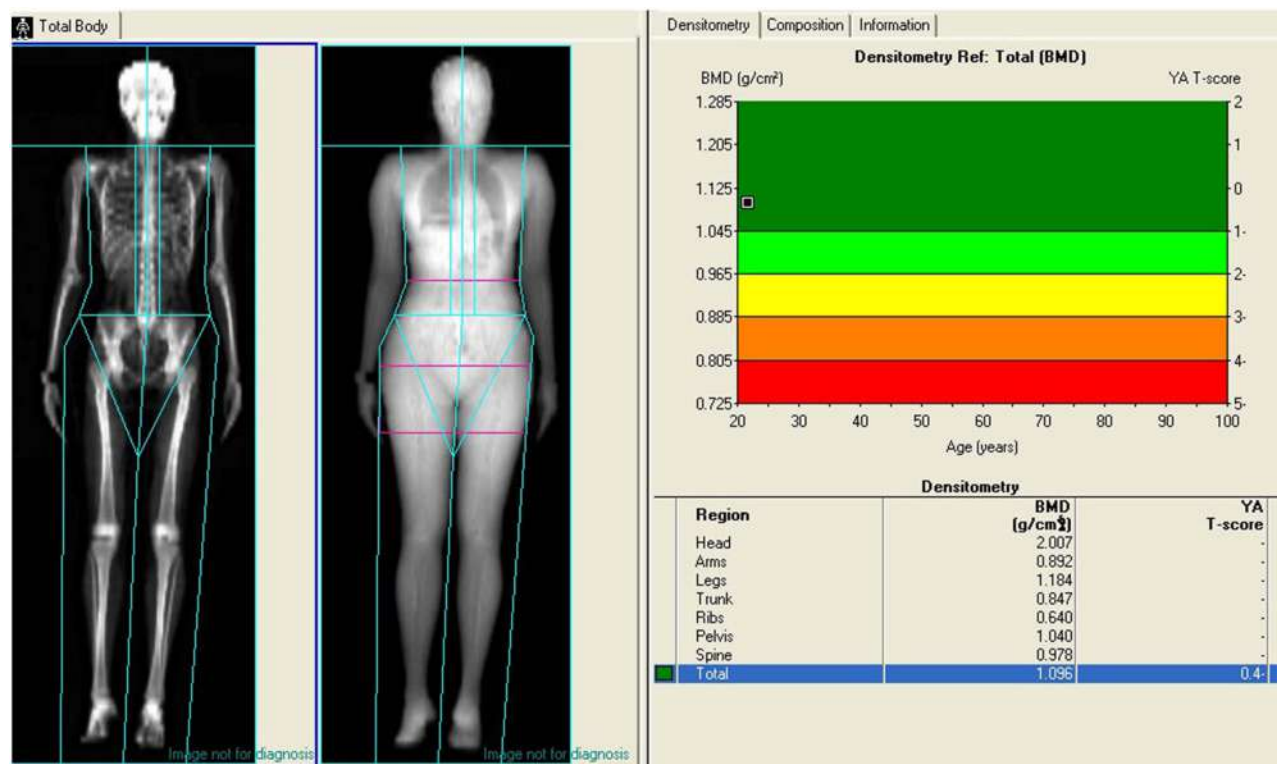 Total Body
Image not for diagnosis
Image not for diagnosis
Densitometry Composition Information
Densitometry Ref: Total (BMD)
BMD (g/cm²) YA T-score
1.285 2
1.205 1
1.125 0
1.045 1-
0.965 2-
0.885 3-
0.805 4-
0.725 5-
20 30 40 50 60 70 80 90 100
Age (years)
Densitometry
Region BMD (g/cm²) YA T-score
Head 2.007 -
Arms 0.892 -
Legs 1.184 -
Trunk 0.847 -
Ribs 0.640 -
Pelvis 1.040 -
Spine 0.978 -
Total 1.096 0.4-